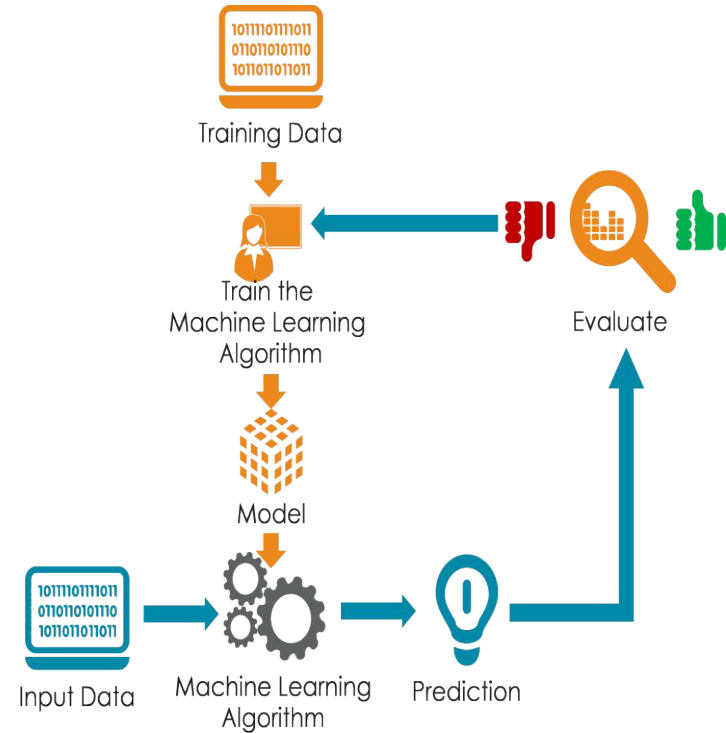 1011110111011
0110110101110
1011011011011
Training Data
Train the
Machine Learning
Algorithm
Evaluate
Model
1011110111011
0110110101110
1011011011011
Input Data
Machine Learning
Algorithm
Prediction